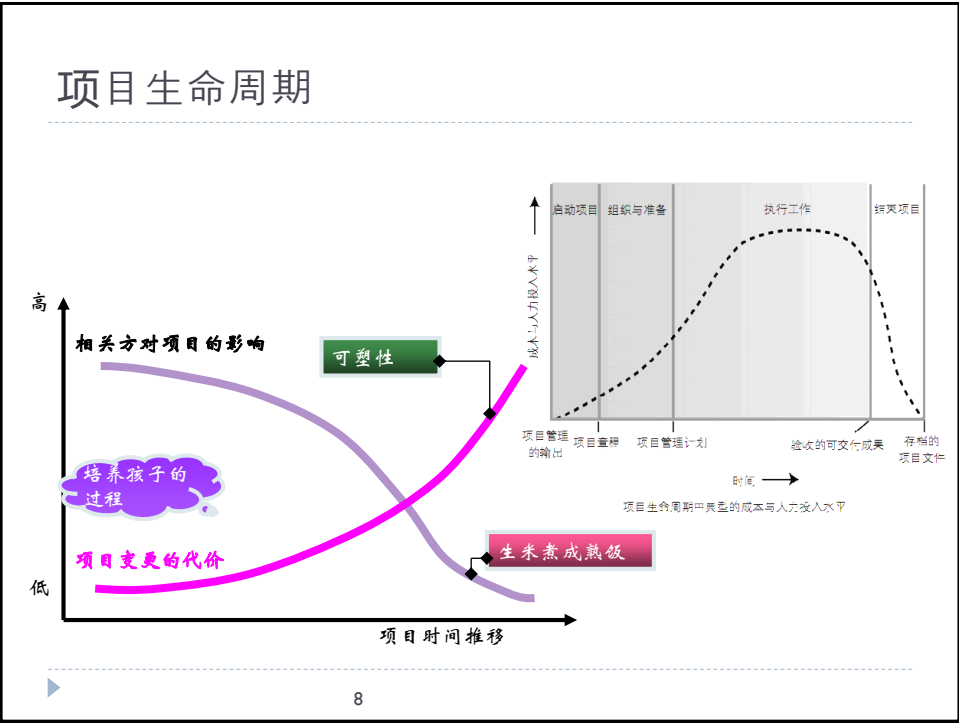 项目生命周期
启动项目
组织与准备
执行工作
结束项目
成本与人力投入水平
项目管理
的输出
项目章程
项目管理计划
验收的可交付成果
存档的
项目文件
时间
项目生命周期中典型的成本与人力投入水平
高
相关方对项目的影响
可塑性
培养孩子的
过程
项目变更的代价
生米煮成熟饭
低
项目时间推移
8